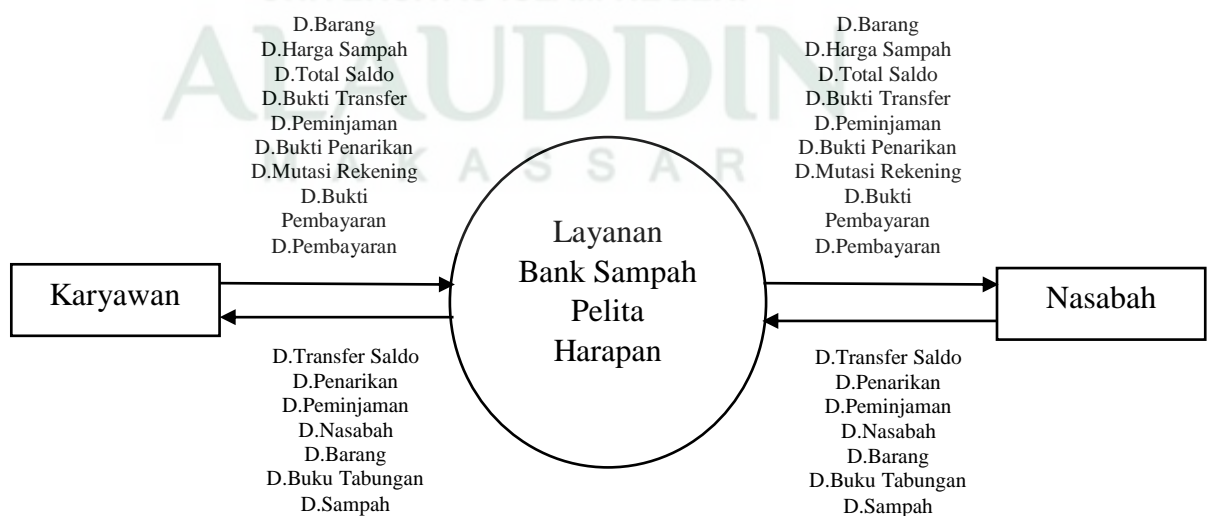 ALAUDDIN
MAKASSAR
D.Barang
D.Harga Sampah
D.Total Saldo
D.Bukti Transfer
D.Peminjaman
D.Bukti Penarikan
D.Mutasi Rekening
D.Bukti
Pembayaran
D.Pembayaran
D.Barang
D.Harga Sampah
D.Total Saldo
D.Bukti Transfer
D.Peminjaman
D.Bukti Penarikan
D.Mutasi Rekening
D.Bukti
Pembayaran
D.Pembayaran
Karyawan
Layanan
Bank Sampah
Pelita
Harapan
Nasabah
D.Transfer Saldo
D.Penarikan
D.Peminjaman
D.Nasabah
D.Barang
D.Buku Tabungan
D.Sampah
D.Transfer Saldo
D.Penarikan
D.Peminjaman
D.Nasabah
D.Barang
D.Buku Tabungan
D.Sampah